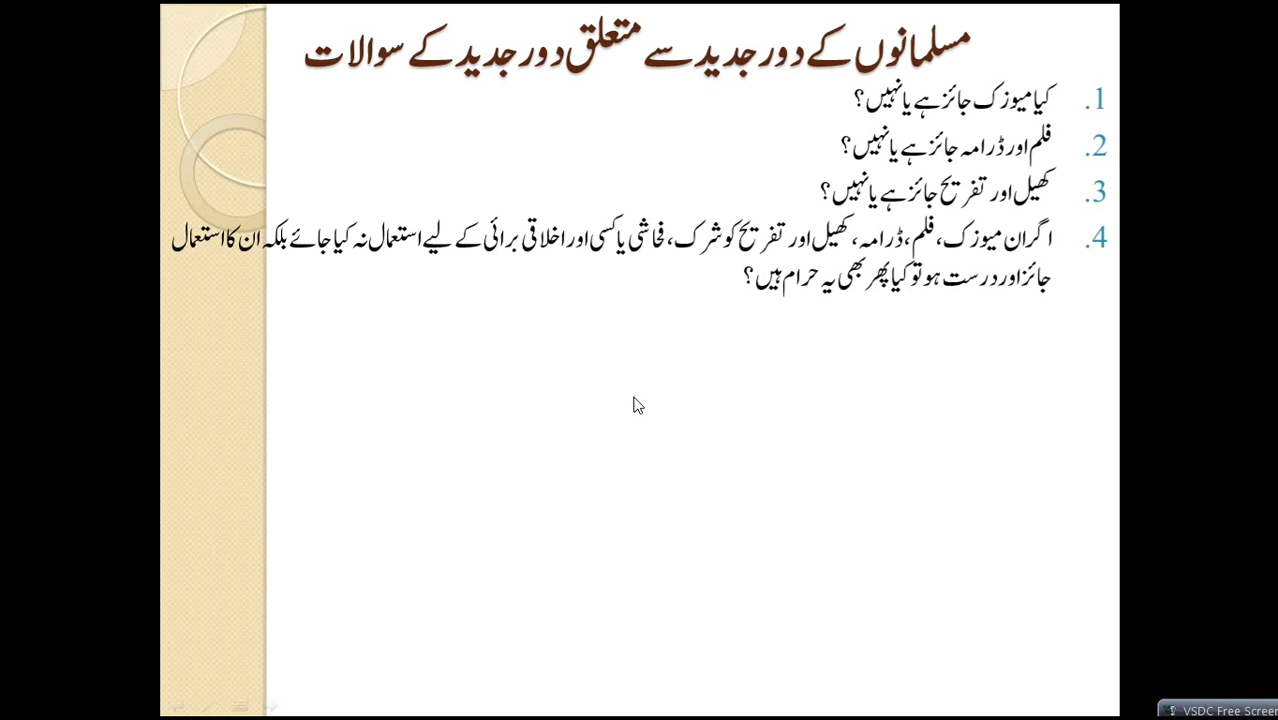 مسلمانوں کے دور جدید سے متعلق دور جدید کے سوالات
1. کیا میوزک جائز ہے یا نہیں؟
2. فلم اور ڈرامہ جائز ہے یا نہیں؟
3. کھیل اور تفریح جائز ہے یا نہیں؟
4. اگر ان میوزک، فلم، ڈرامہ، کھیل اور تفریح کو شرک، فحاشی یا کسی اور اخلاقی برائی کے لیے استعمال نہ کیا جائے بلکہ ان کا استعمال
جائز اور درست ہو تو کیا پھر بھی یہ حرام ہیں؟
VSDC Free Screen